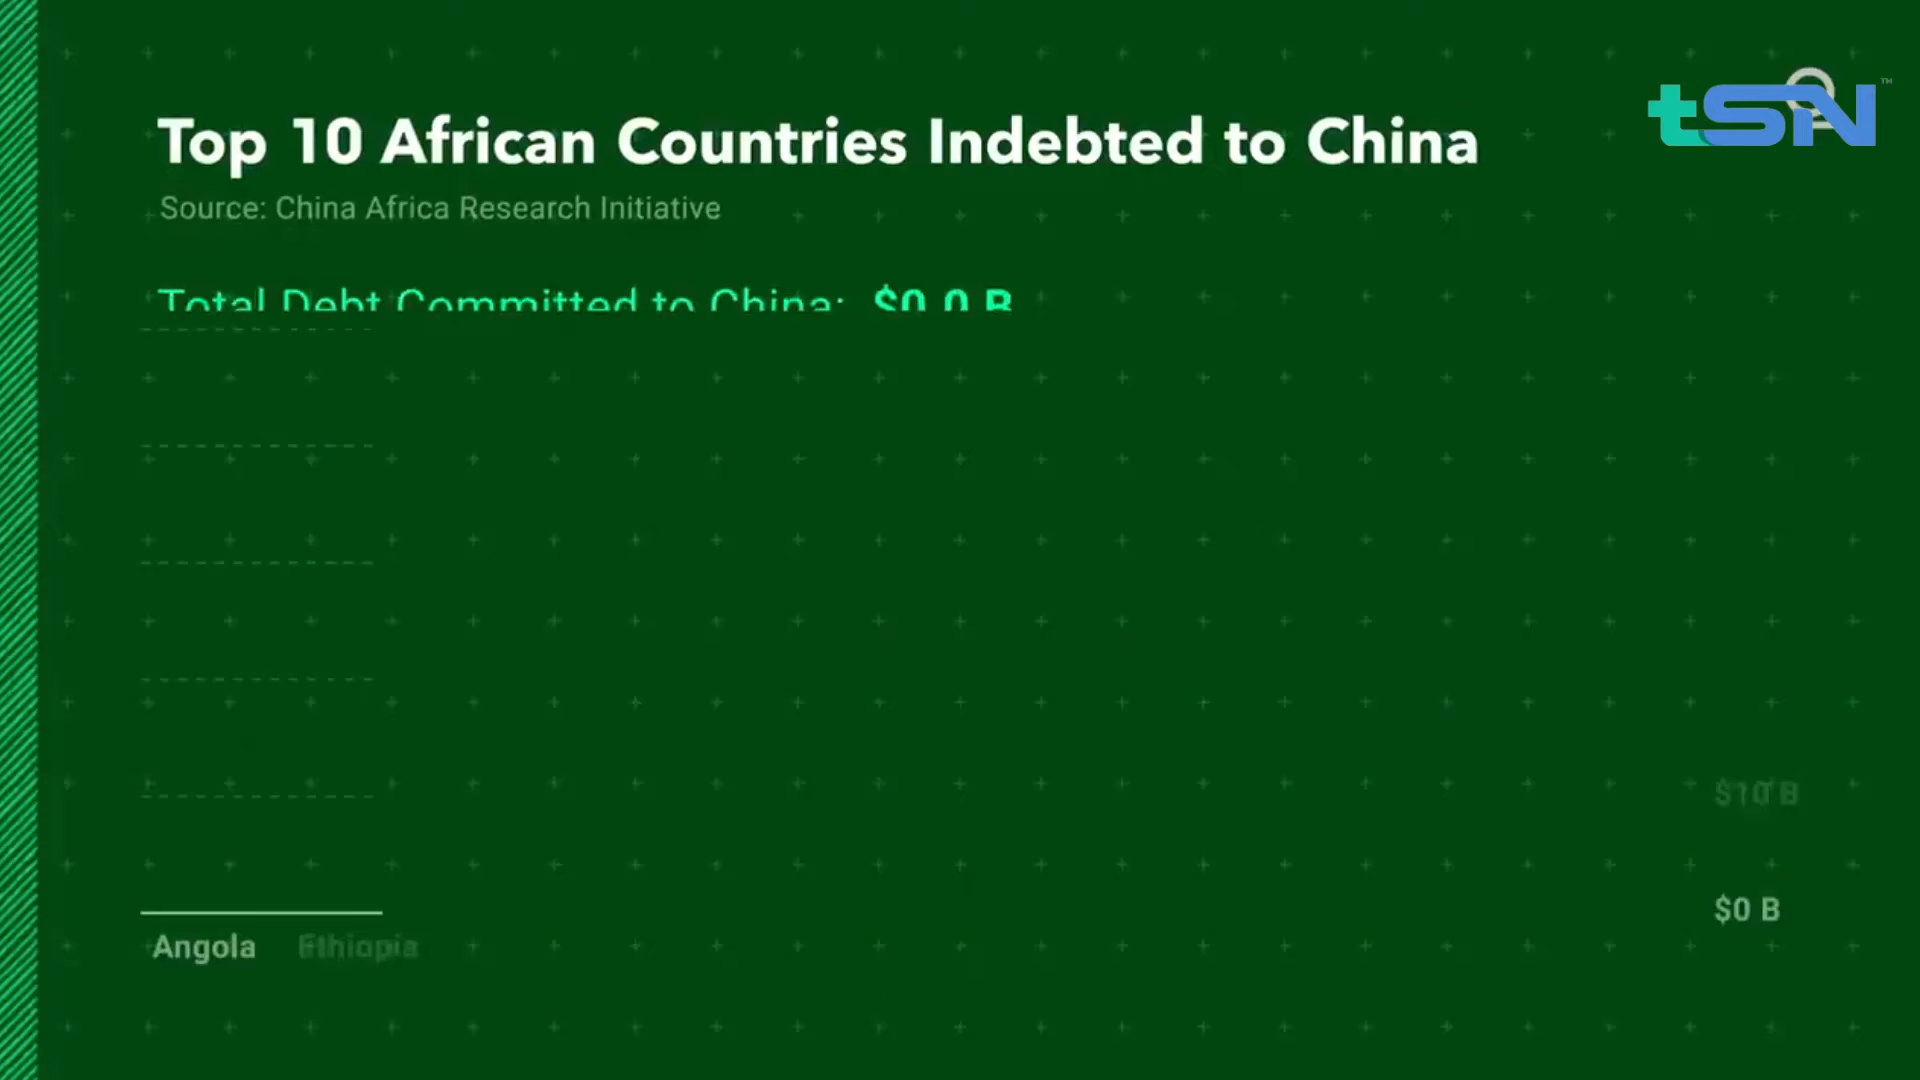 Top 10 African Countries Indebted to China
tSN™
Source: China Africa Research Initiative
Total Debt Committed to China: $0.0 B
$10 B
$0 B
Angola Ethiopia